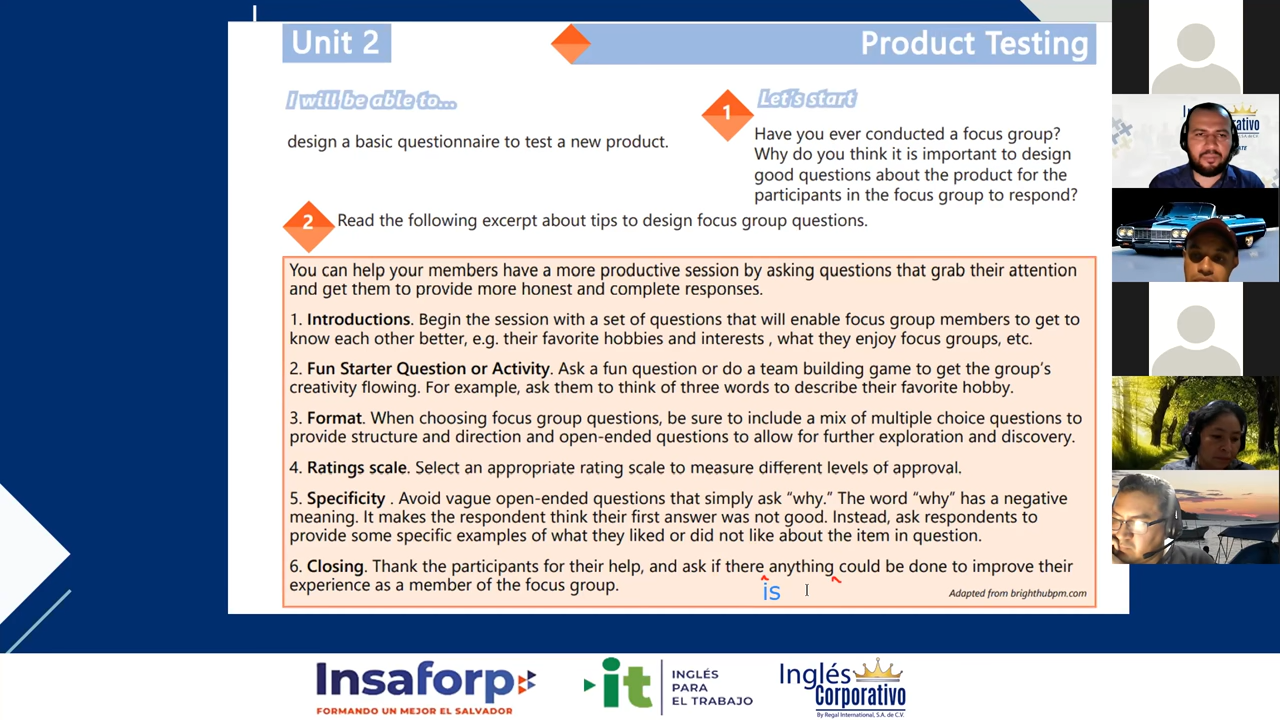 Unit 2
Product Testing
I will be able to...
design a basic questionnaire to test a new product.
1
Let's start
Have you ever conducted a focus group?
Why do you think it is important to design
good questions about the product for the
participants in the focus group to respond?
2
Read the following excerpt about tips to design focus group questions.
You can help your members have a more productive session by asking questions that grab their attention
and get them to provide more honest and complete responses.
1. Introductions. Begin the session with a set of questions that will enable focus group members to get to
know each other better, e.g. their favorite hobbies and interests , what they enjoy focus groups, etc.
2. Fun Starter Question or Activity. Ask a fun question or do a team building game to get the group's
creativity flowing. For example, ask them to think of three words to describe their favorite hobby.
3. Format. When choosing focus group questions, be sure to include a mix of multiple choice questions to
provide structure and direction and open-ended questions to allow for further exploration and discovery.
4. Ratings scale. Select an appropriate rating scale to measure different levels of approval.
5. Specificity . Avoid vague open-ended questions that simply ask “why.” The word “why” has a negative
meaning. It makes the respondent think their first answer was not good. Instead, ask respondents to
provide some specific examples of what they liked or did not like about the item in question.
6. Closing. Thank the participants for their help, and ask if there anything could be done to improve their
experience as a member of the focus group.
is
Adapted from brighthubpm.com
Insaforp
FORMANDO UN MEJOR EL SALVADOR
it
INGLÉS
PARA
EL TRABAJO
Inglés
Corporativo
By Regal International, S.A. de C.V.